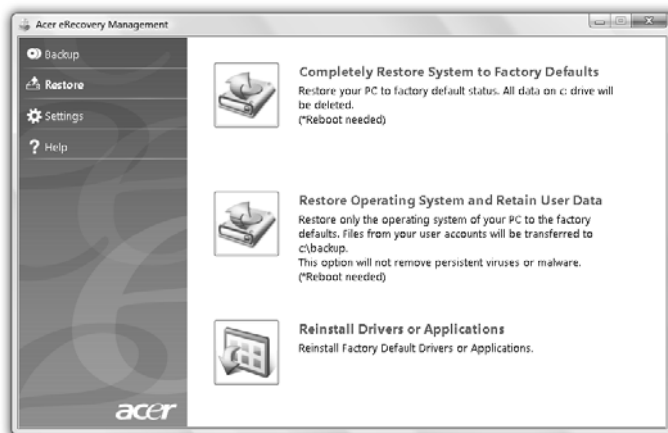 Acer eRecovery Management
Backup
Restore
Settings
? Help
Completely Restore System to Factory Defaults
Restore your PC to factory default status. All data on c: drive will
be deleted.
(*Reboot needed)
Restore Operating System and Retain User Data
Restore only the operating system of your PC to the factory
defaults. Files from your user accounts will be transferred to
c:\backup.
This option will not remove persistent viruses or malware.
(*Reboot needed)
Reinstall Drivers or Applications
Reinstall Factory Default Drivers or Applications.
acer